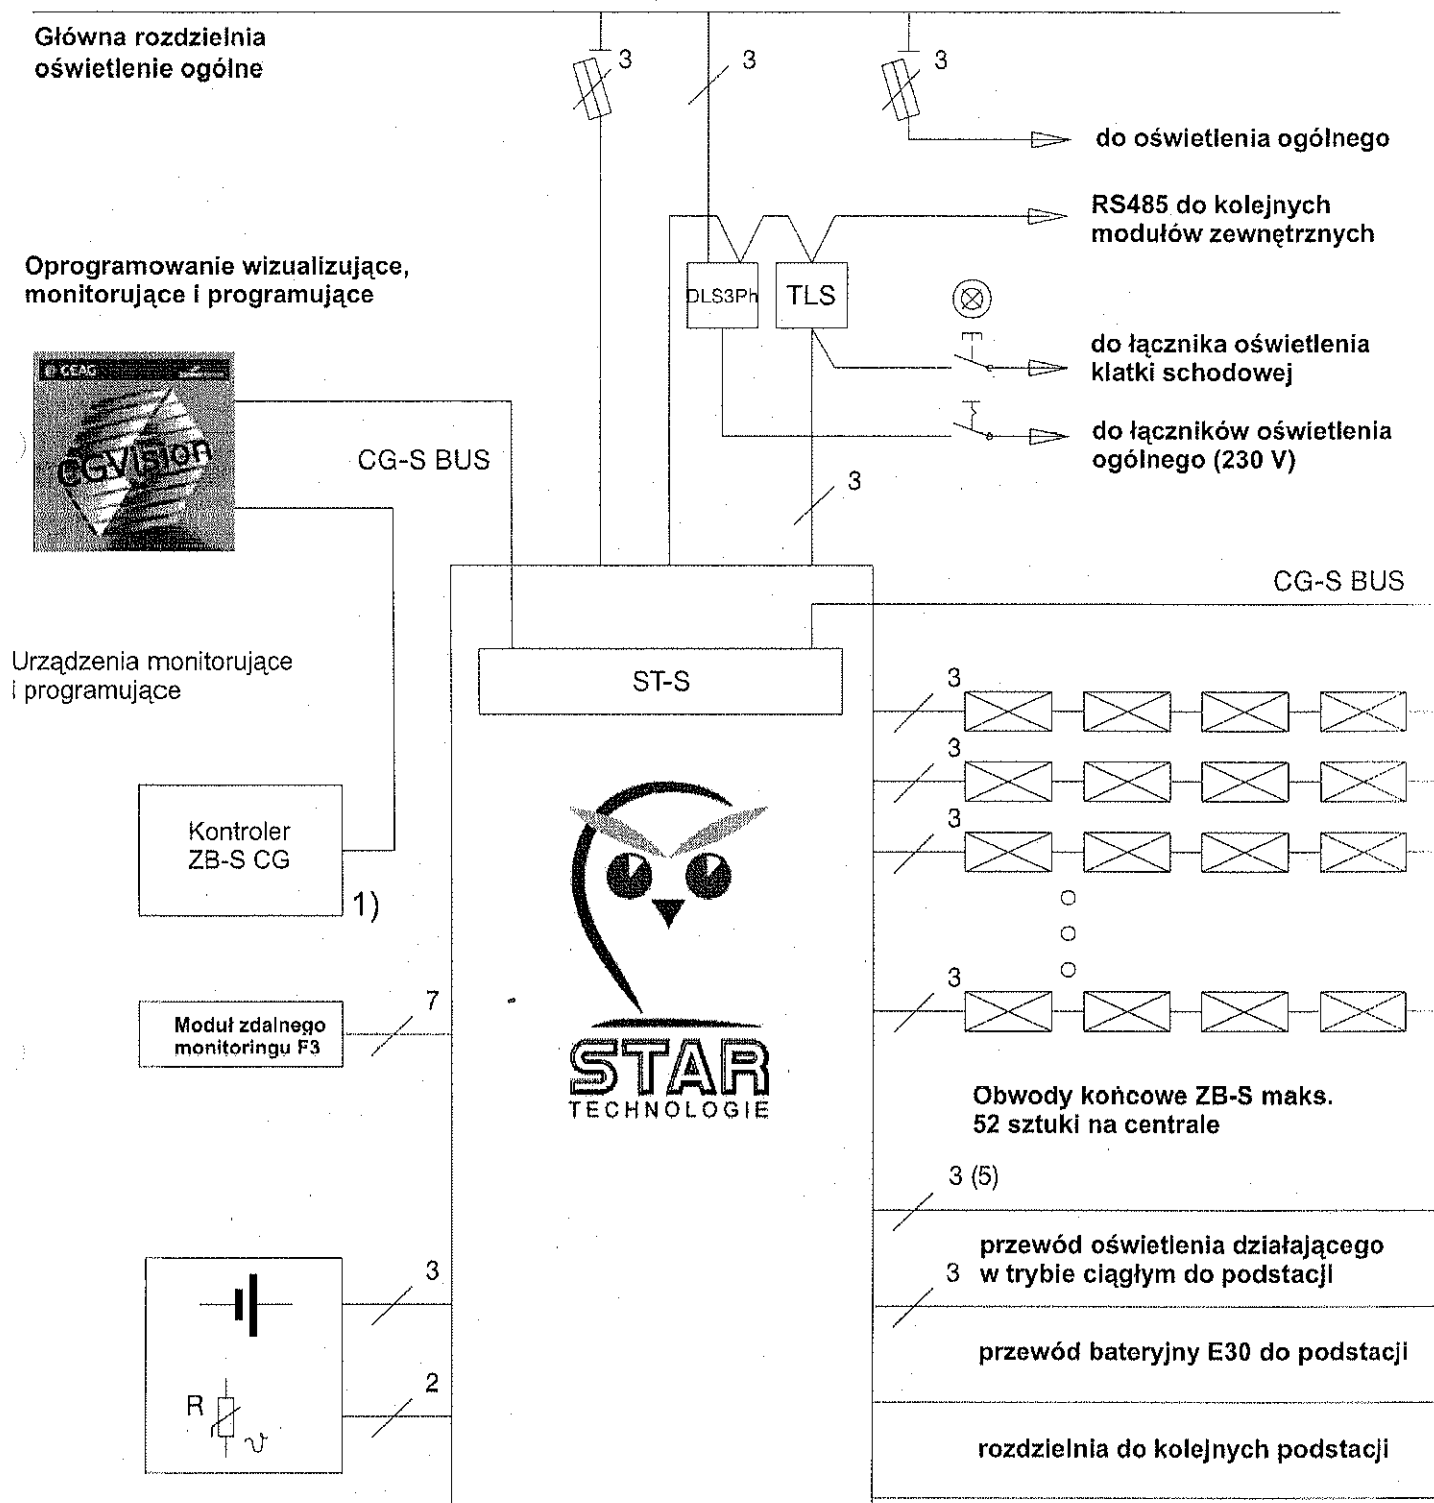 Główna rozdzielnia
oświetlenie ogólne
3
3
3
do oświetlenia ogólnego
RS485 do kolejnych
modułów zewnętrznych
Oprogramowanie wizualizujące,
monitorujące i programujące
DLS3Ph
TLS
do łącznika oświetlenia
klatki schodowej
CEAG
CGVision
CG-S BUS
do łączników oświetlenia
ogólnego (230 V)
3
CG-S BUS
Urządzenia monitorujące
i programujące
ST-S
3
3
3
Kontroler
ZB-S CG
1)
3
7
Moduł zdalnego
monitoringu F3
STAR
TECHNOLOGIE
Obwody końcowe ZB-S maks.
52 sztuki na centrale
3 (5)
przewód oświetlenia działającego
w trybie ciągłym do podstacji
3
3
przewód bateryjny E30 do podstacji
2
R
ϑ
rozdzielnia do kolejnych podstacji